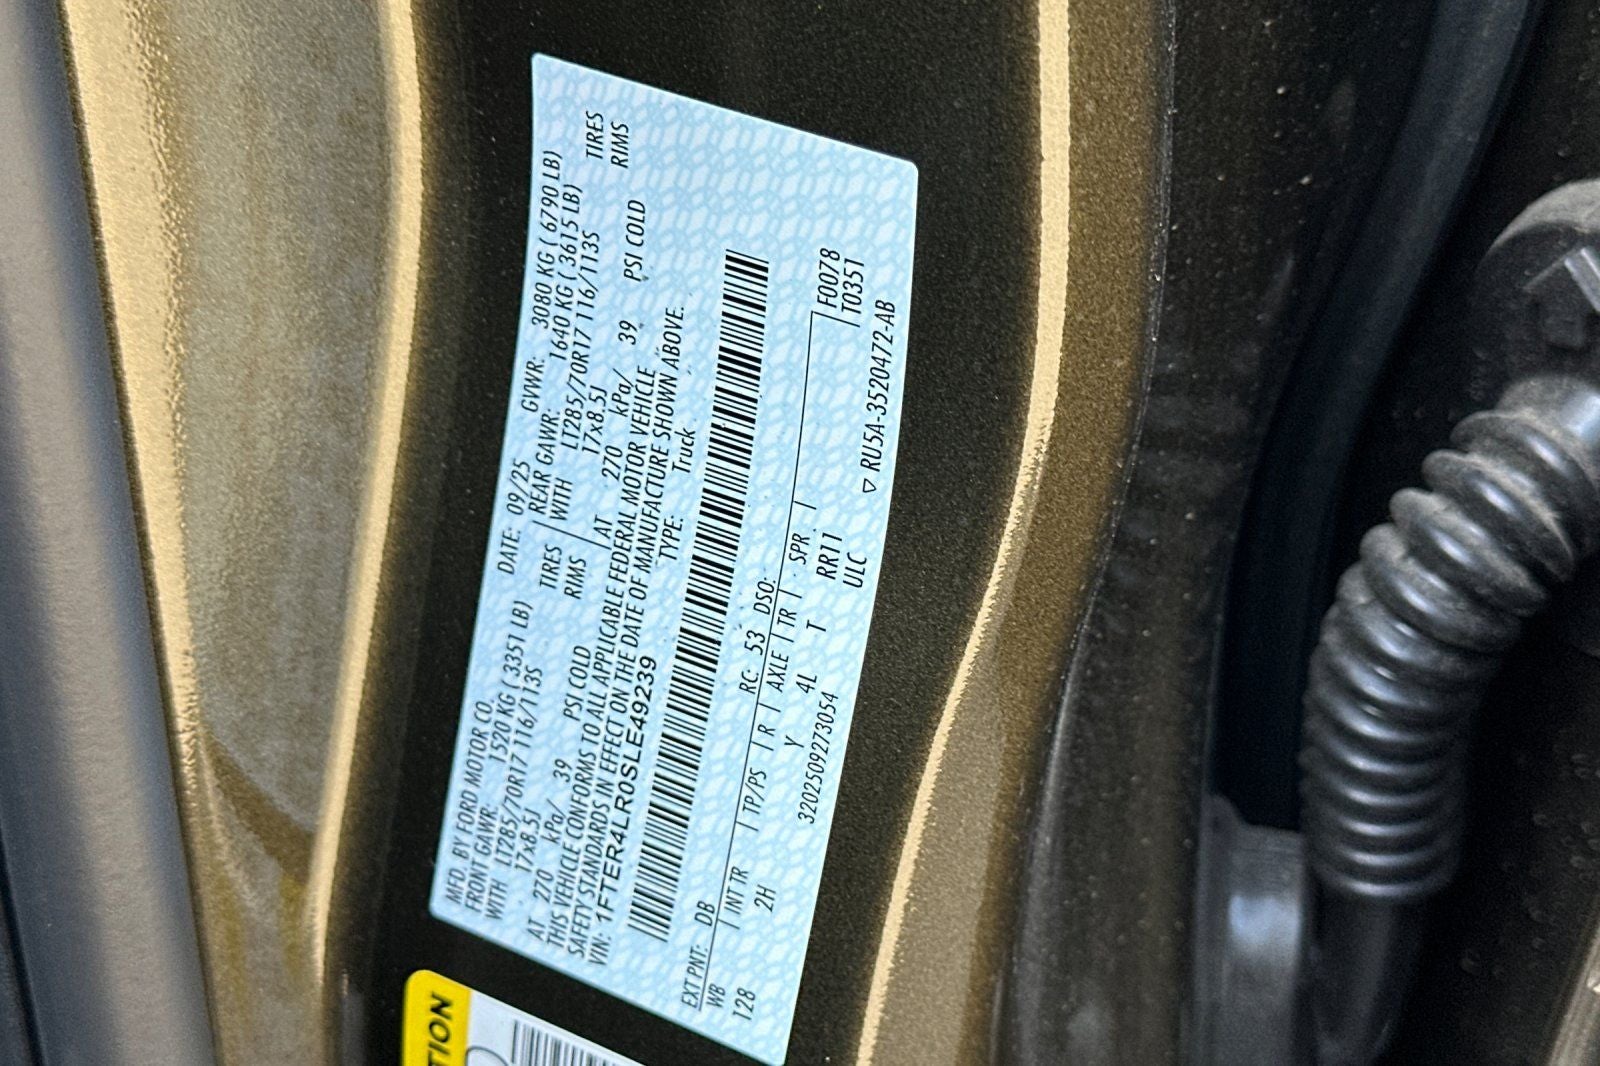 MFD. BY FORD MOTOR CO.
DATE: 09/25 GVWR: 3080 KG ( 6790 LB)
FRONT GAWR: 1520 KG ( 3351 LB)
REAR GAWR: 1640 KG ( 3615 LB)
WITH LT285/70R17 116/113S TIRES
WITH LT285/70R17 116/113S TIRES
17x8.5J RIMS
17x8.5J RIMS
AT 270 kPa/ 39 PSI COLD
AT 270 kPa/ 39 PSI COLD
THIS VEHICLE CONFORMS TO ALL APPLICABLE FEDERAL MOTOR VEHICLE
SAFETY STANDARDS IN EFFECT ON THE DATE OF MANUFACTURE SHOWN ABOVE.
VIN: 1FTER4LR0SLE49239 TYPE: Truck
EXT PNT: DB RC: 53 DSO: F0078
WB INT TR TP/PS R AXLE TR SPR T0351
128 2H Y 4L T RR11
3202509273054 ULC ▽ RU5A-3520472-AB
TION